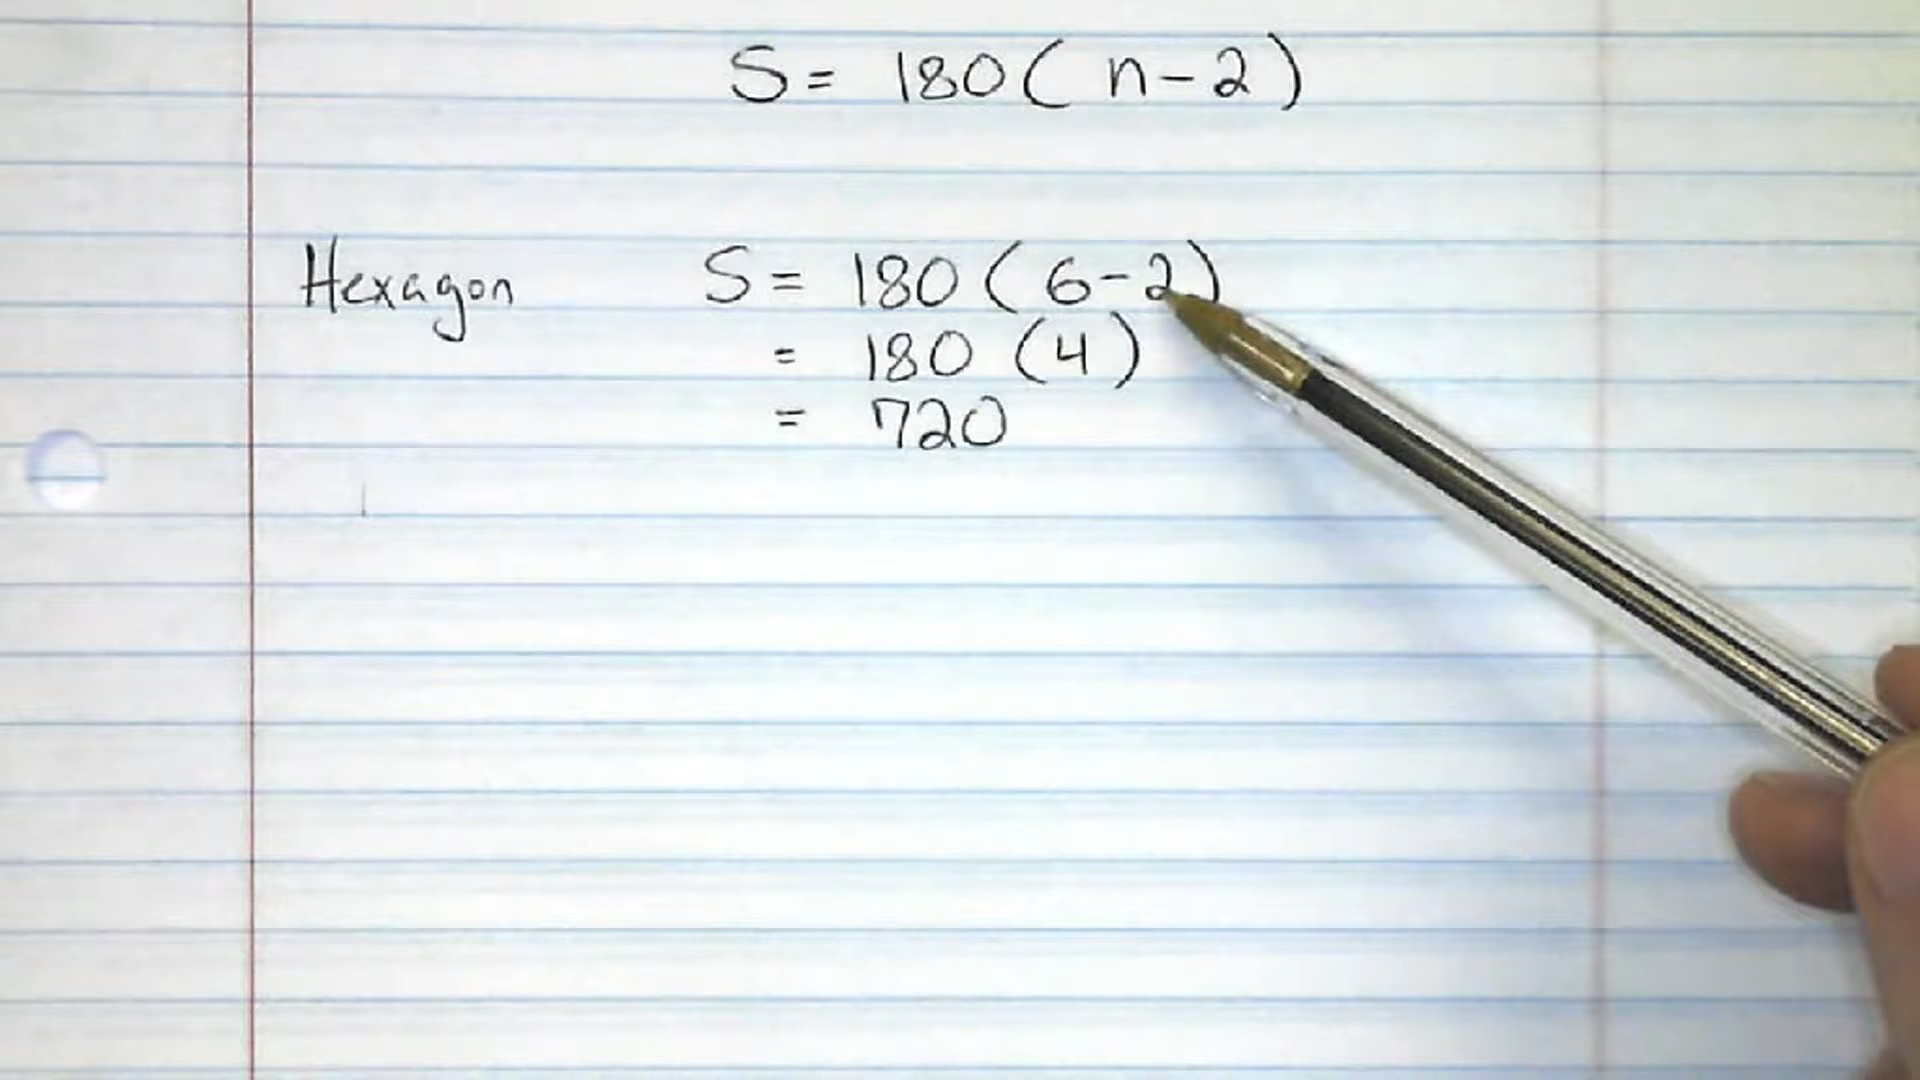 S = 180 ( n - 2 )
Hexagon S = 180 ( 6 - 2 )
= 180 ( 4 )
= 720